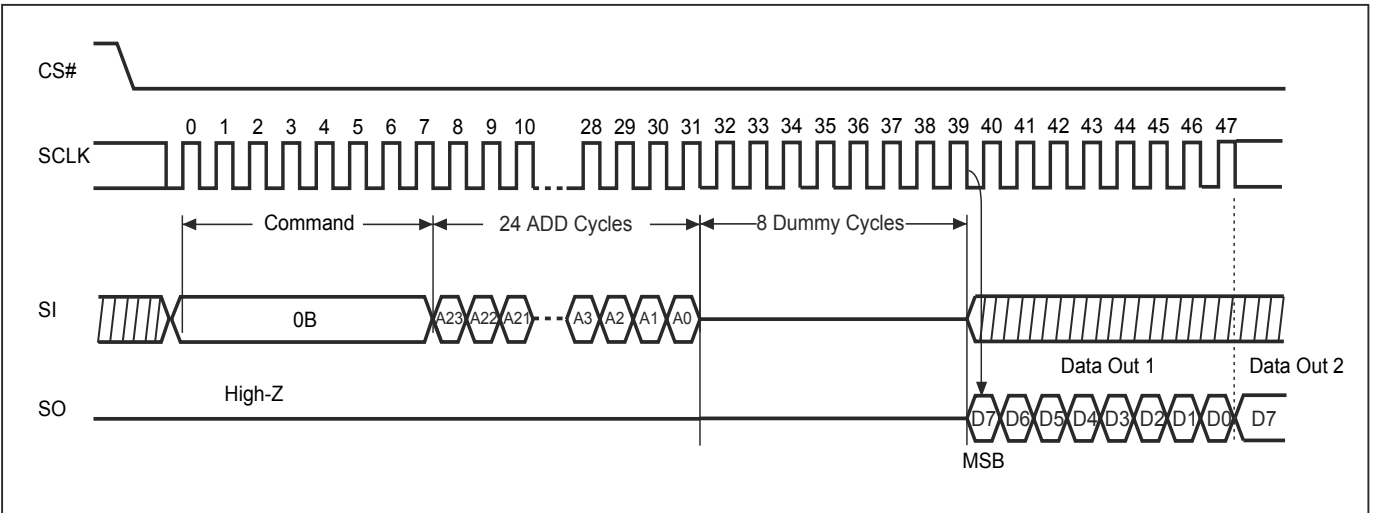 CS#
0 1 2 3 4 5 6 7 8 9 10 28 29 30 31 32 33 34 35 36 37 38 39 40 41 42 43 44 45 46 47
SCLK
Command 24 ADD Cycles 8 Dummy Cycles
SI 0B A23 A22 A21 A3 A2 A1 A0
Data Out 1 Data Out 2
High-Z
SO D7 D6 D5 D4 D3 D2 D1 D0 D7
MSB